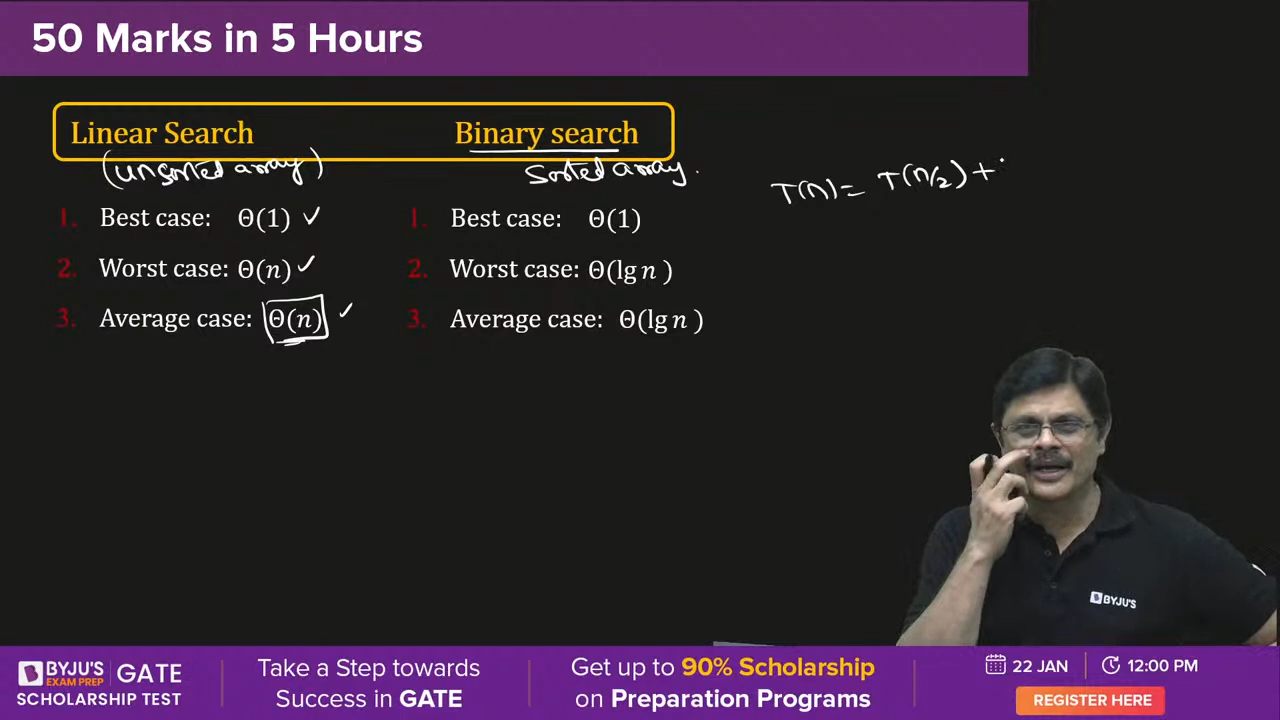 50 Marks in 5 Hours
Linear Search
Binary search
(unsorted array)
Sorted array.
T(n) = T(n/2) +
1. Best case: Θ(1) ✓
2. Worst case: Θ(n) ✓
3. Average case: Θ(n) ✓
1. Best case: Θ(1)
2. Worst case: Θ(lg n )
3. Average case: Θ(lg n )
BYJU'S
BYJU'S
EXAM PREP
GATE
SCHOLARSHIP TEST
Take a Step towards
Success in GATE
Get up to 90% Scholarship
on Preparation Programs
22 JAN
12:00 PM
REGISTER HERE